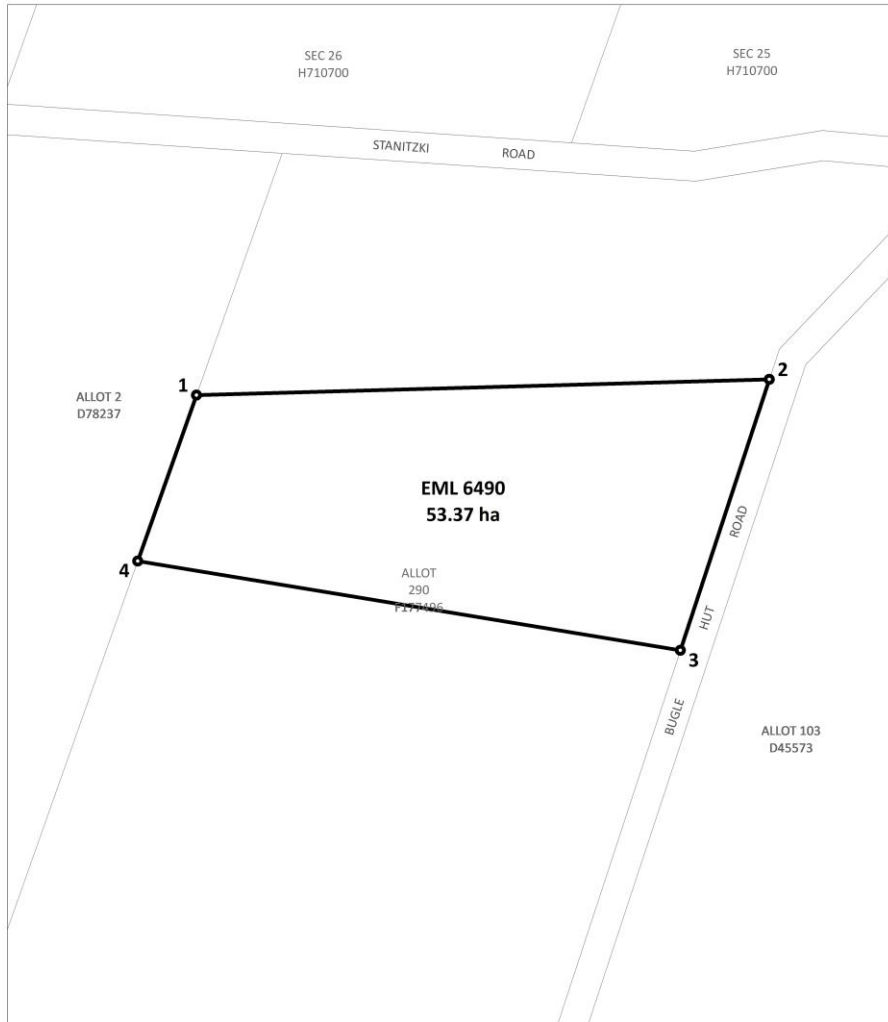 SEC 26
H710700
SEC 25
H710700
STANITZKI ROAD
1
2
ALLOT 2
D78237
EML 6490
53.37 ha
ROAD
4
ALLOT
290
F177496
HUT
3
BUGLE
ALLOT 103
D45573